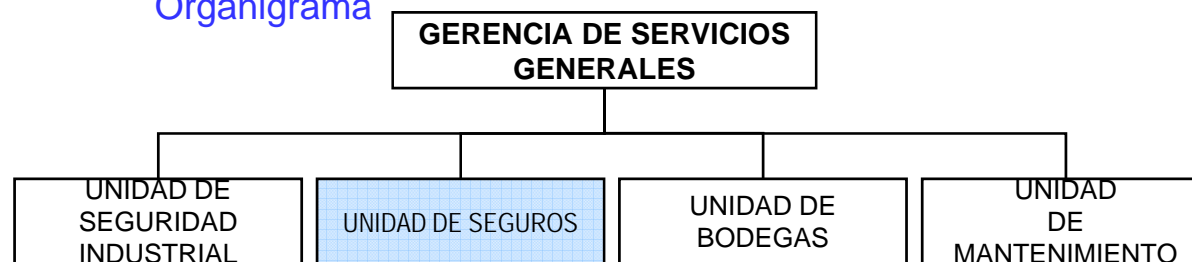 Organigrama
GERENCIA DE SERVICIOS
GENERALES
UNIDAD DE
SEGURIDAD
INDUSTRIAL
UNIDAD DE SEGUROS
UNIDAD DE
BODEGAS
UNIDAD
DE
MANTENIMIENTO